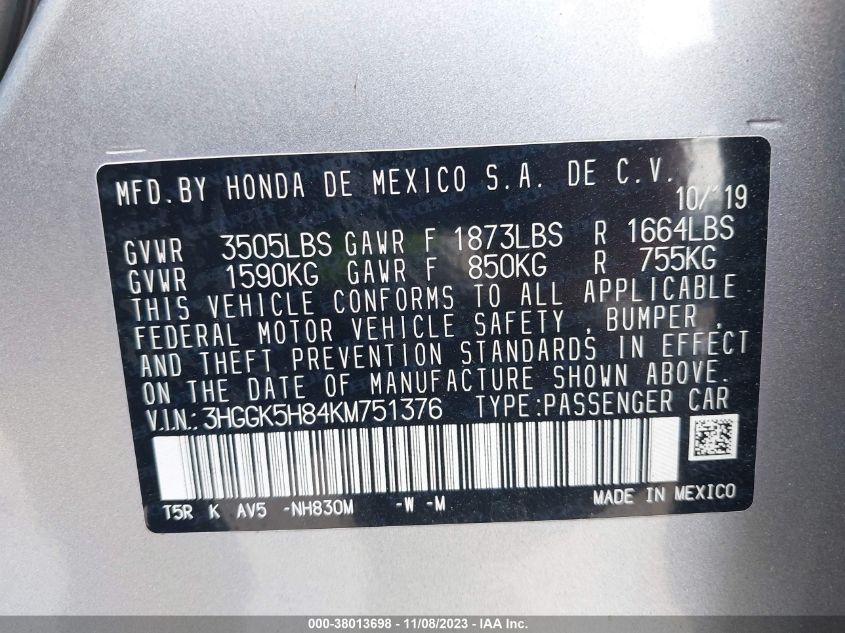 MFD.BY HONDA DE MEXICO S.A. DE C.V.
10/19
GVWR 3505LBS GAWR F 1873LBS R 1664LBS
GVWR 1590KG GAWR F 850KG R 755KG
THIS VEHICLE CONFORMS TO ALL APPLICABLE
FEDERAL MOTOR VEHICLE SAFETY , BUMPER ,
AND THEFT PREVENTION STANDARDS IN EFFECT
ON THE DATE OF MANUFACTURE SHOWN ABOVE.
V.I.N.: 3HGGK5H84KM751376 TYPE:PASSENGER CAR
T5R K AV5 -NH830M -W -M MADE IN MEXICO
000-38013698 - 11/08/2023 - IAA Inc.